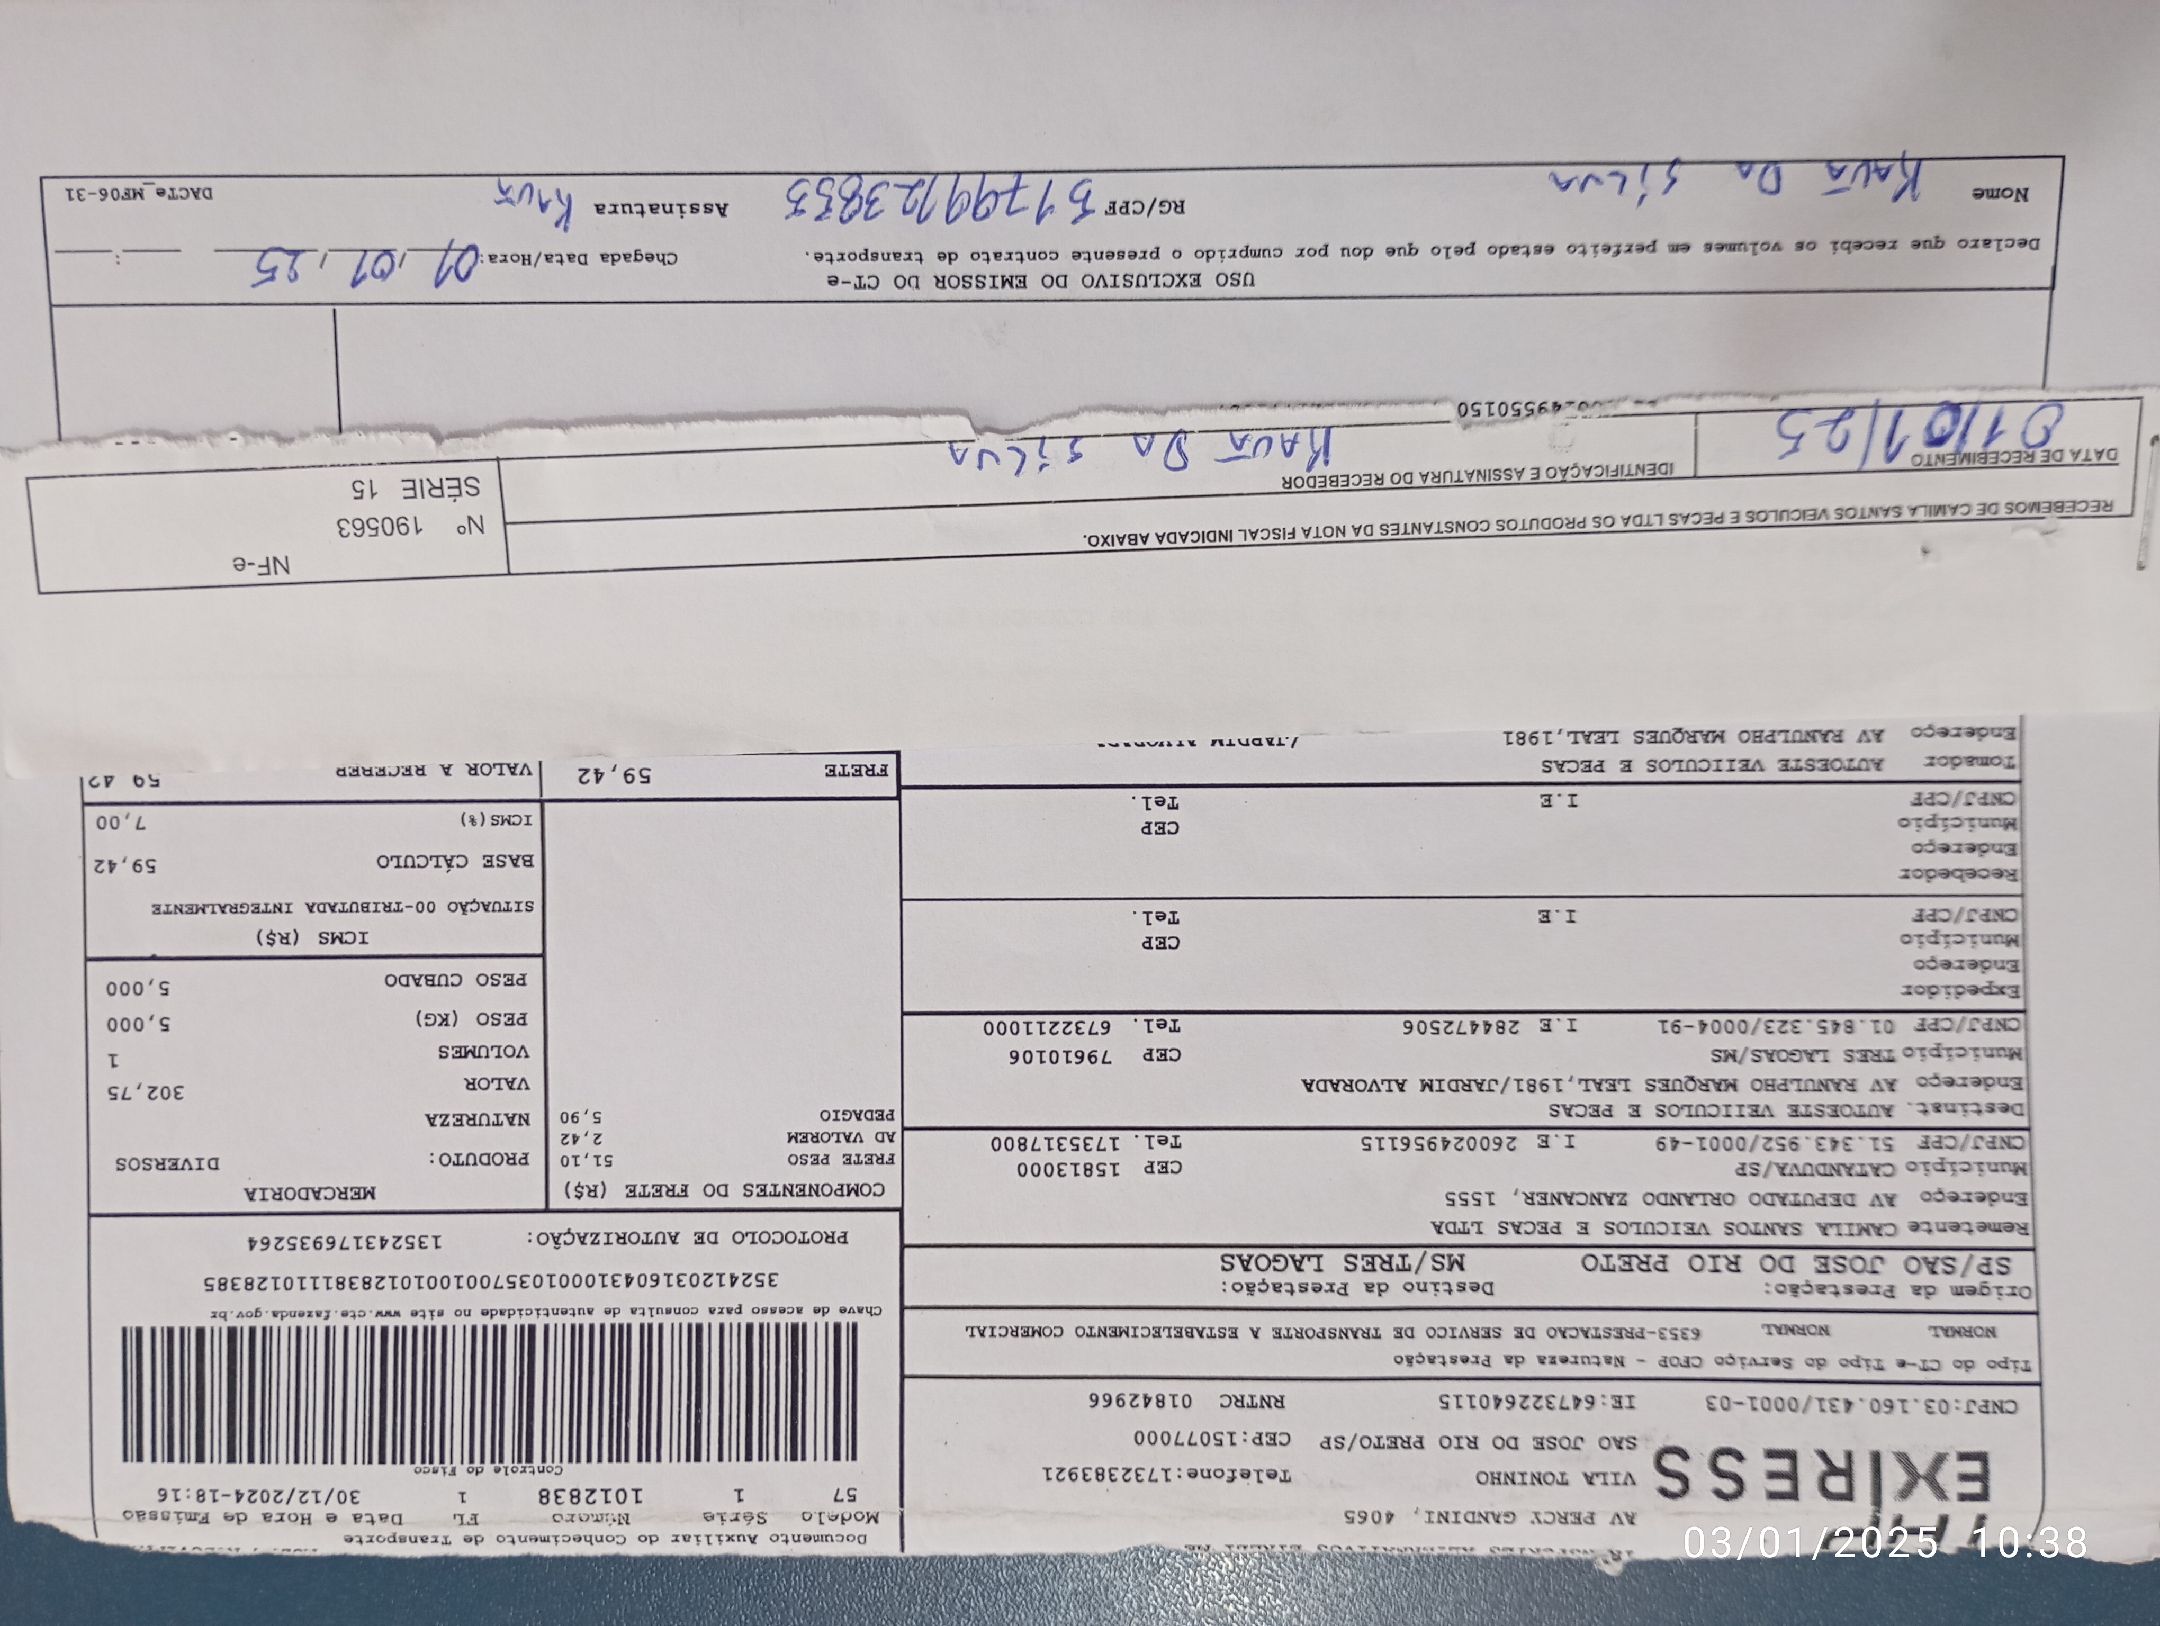 Documento Auxiliar do Conhecimento de Transporte
EXPRESS
AV PERCY GANDINI, 4065
VILA TONINHO Telefone:1732383921
SAO JOSE DO RIO PRETO/SP CEP:15077000
CNPJ:03.160.431/0001-03 IE:647322640115 RNTRC 01842966
Modelo Série Número FL Data e Hora de Emissão
57 1 1012838 1 30/12/2024-18:16
Controle do Fisco
Tipo do CT-e Tipo do Serviço CFOP - Natureza da Prestação
NORMAL NORMAL 6353-PRESTACAO DE SERVICO DE TRANSPORTE A ESTABELECIMENTO COMERCIAL
Chave de acesso para consulta de autenticidade no site www.cte.fazenda.gov.br
35241203160431000103570010010128381110128385
Origem da Prestação: Destino da Prestação:
SP/SAO JOSE DO RIO PRETO MS/TRES LAGOAS
PROTOCOLO DE AUTORIZAÇÃO: 135243176935264
Remetente CAMILA SANTOS VEICULOS E PECAS LTDA
Endereço AV DEPUTADO ORLANDO ZANCANER, 1555
Município CATANDUVA/SP CEP 15813000
CNPJ/CPF 51.343.952/0001-49 I.E 260024956115 Tel. 1735317800
Destinat. AUTOESTE VEIICULOS E PECAS
Endereço AV RANULPHO MARQUES LEAL,1981/JARDIM ALVORADA
Município TRES LAGOAS/MS CEP 79610106
CNPJ/CPF 01.845.323/0004-91 I.E 284472506 Tel. 6732211000
Expedidor
Endereço
Município CEP
CNPJ/CPF I.E Tel.
Recebedor
Endereço
Município CEP
CNPJ/CPF I.E Tel.
Tomador AUTOESTE VEIICULOS E PECAS
Endereço AV RANULPHO MARQUES LEAL,1981 /JARDIM ALVORADA
COMPONENTES DO FRETE (R$)
FRETE PESO 51,10
AD VALOREM 2,42
PEDAGIO 5,90
FRETE 59,42
MERCADORIA
PRODUTO: DIVERSOS
NATUREZA
VALOR 302,75
VOLUMES 1
PESO (KG) 5,000
PESO CUBADO 5,000
ICMS (R$)
SITUAÇÃO 00-TRIBUTADA INTEGRALMENTE
BASE CÁLCULO 59,42
ICMS(%) 7,00
VALOR A RECEBER 59,42
RECEBEMOS DE CAMILA SANTOS VEICULOS E PECAS LTDA OS PRODUTOS CONSTANTES DA NOTA FISCAL INDICADA ABAIXO.
NF-e
Nº 190563
SÉRIE 15
DATA DE RECEBIMENTO IDENTIFICAÇÃO E ASSINATURA DO RECEBEDOR
01/01/25 KAUÃ DA SILVA
49550150
USO EXCLUSIVO DO EMISSOR DO CT-e
Declaro que recebi os volumes em perfeito estado pelo que dou por cumprido o presente contrato de transporte. Chegada Data/Hora: 01,01,25 :
Nome KAUÃ DA SILVA RG/CPF 51799123855 Assinatura KAUÃ
DACTe_MF06-31
03/01/2025 10:38